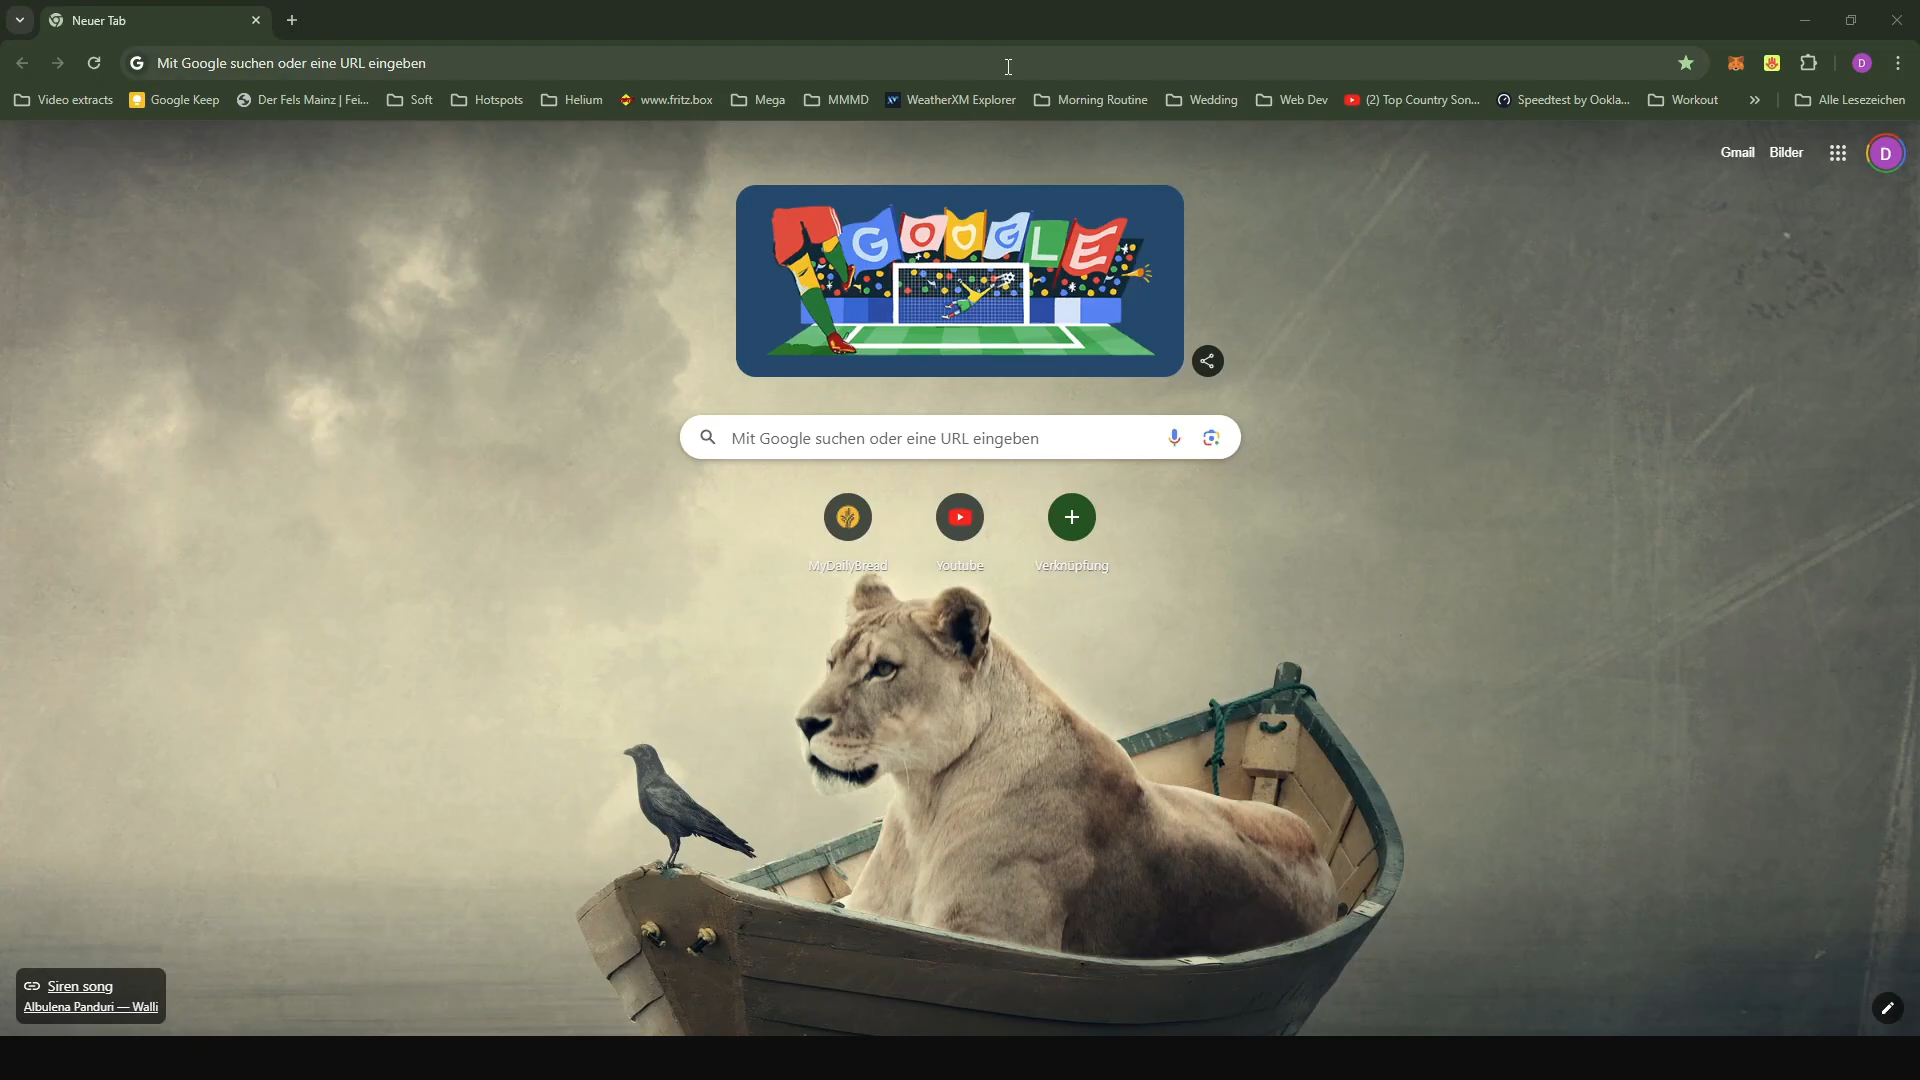 Neuer Tab
Mit Google suchen oder eine URL eingeben
Video extracts
Google Keep
Der Fels Mainz | Fei...
Soft
Hotspots
Helium
www.fritz.box
Mega
MMMD
WeatherXM Explorer
Morning Routine
Wedding
Web Dev
(2) Top Country Son...
Speedtest by Ookla...
Workout
Alle Lesezeichen
Gmail
Bilder
D
D
GOOGLE
Mit Google suchen oder eine URL eingeben
MyDailyBread
Youtube
Verknüpfung
Siren song
Albulena Panduri — Walli